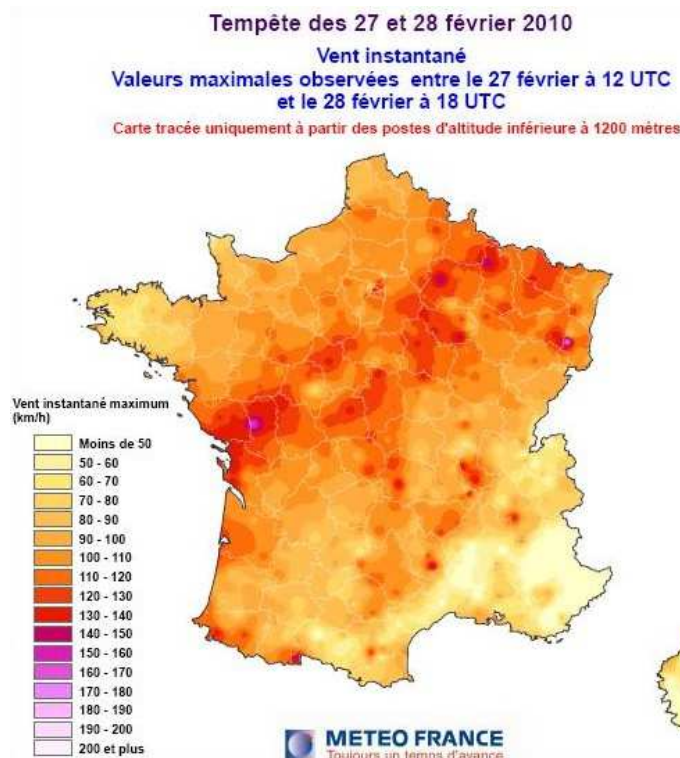 Tempête des 27 et 28 février 2010
Vent instantané
Valeurs maximales observées entre le 27 février à 12 UTC
et le 28 février à 18 UTC
Carte tracée uniquement à partir des postes d'altitude inférieure à 1200 mètres
Vent instantané maximum
(km/h)
Moins de 50
50 - 60
60 - 70
70 - 80
80 - 90
90 - 100
100 - 110
110 - 120
120 - 130
130 - 140
140 - 150
150 - 160
160 - 170
170 - 180
180 - 190
190 - 200
200 et plus
METEO FRANCE
Toujours un temps d'avance